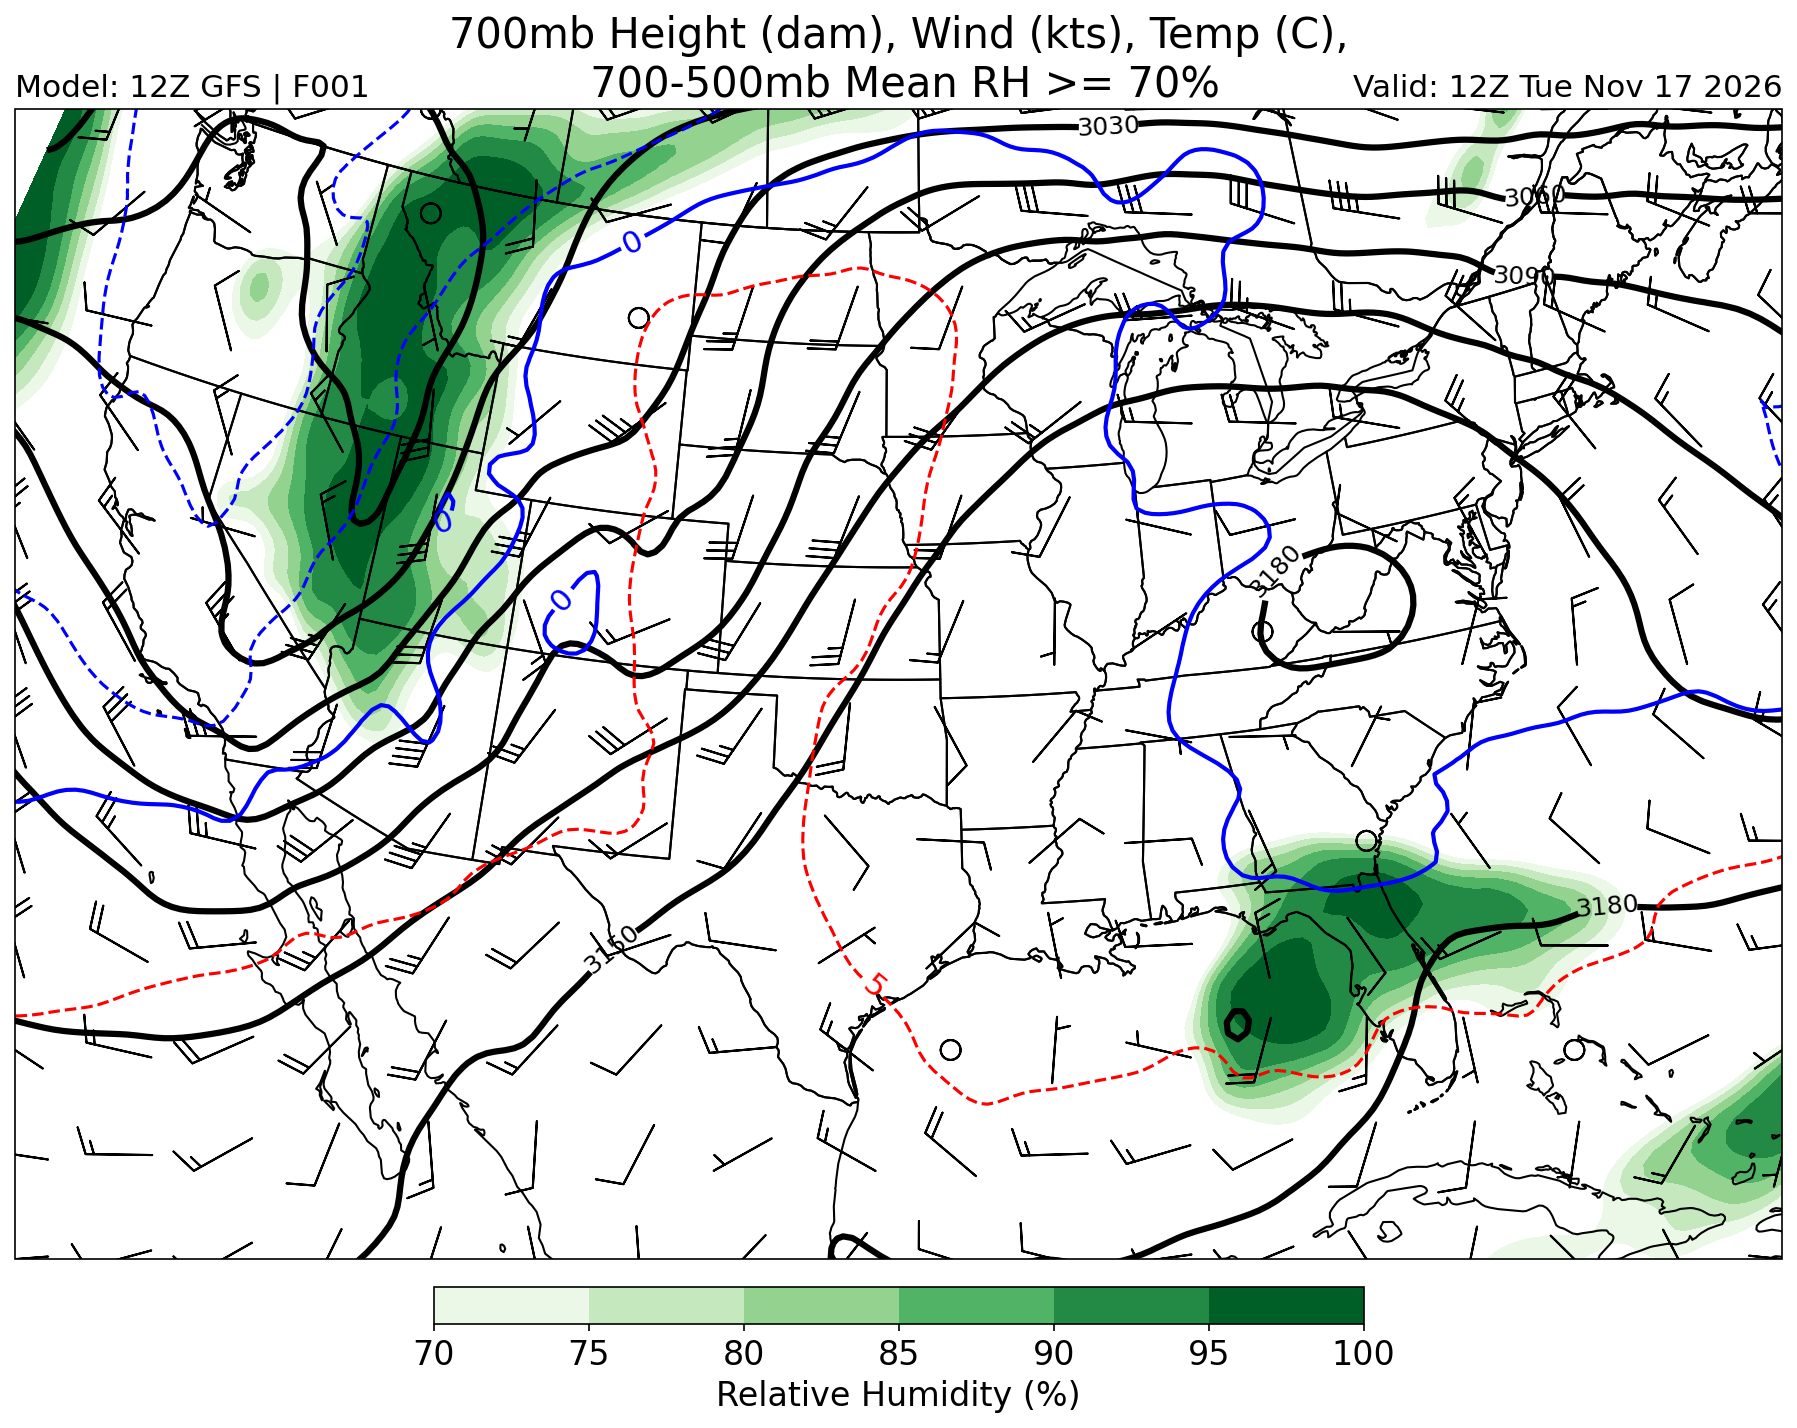 700mb Height (dam), Wind (kts), Temp (C),
700-500mb Mean RH >= 70%
Model: 12Z GFS | F001
Valid: 12Z Tue Nov 17 2026
3030
3060
3090
0
0
3180
3180
3150
5
70 75 80 85 90 95 100
Relative Humidity (%)